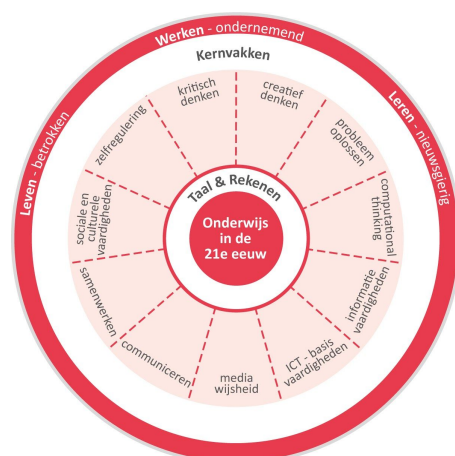 Werken - ondernemend
Leren - nieuwsgierig
Leven - betrokken
Kernvakken
kritisch
denken
creatief
denken
probleem
oplossen
computational
thinking
informatie
vaardigheden
ICT - basis
vaardigheden
media
wijsheid
communiceren
samenwerken
sociale en
culturele
vaardigheden
zelfregulering
Taal & Rekenen
Onderwijs
in de
21e eeuw